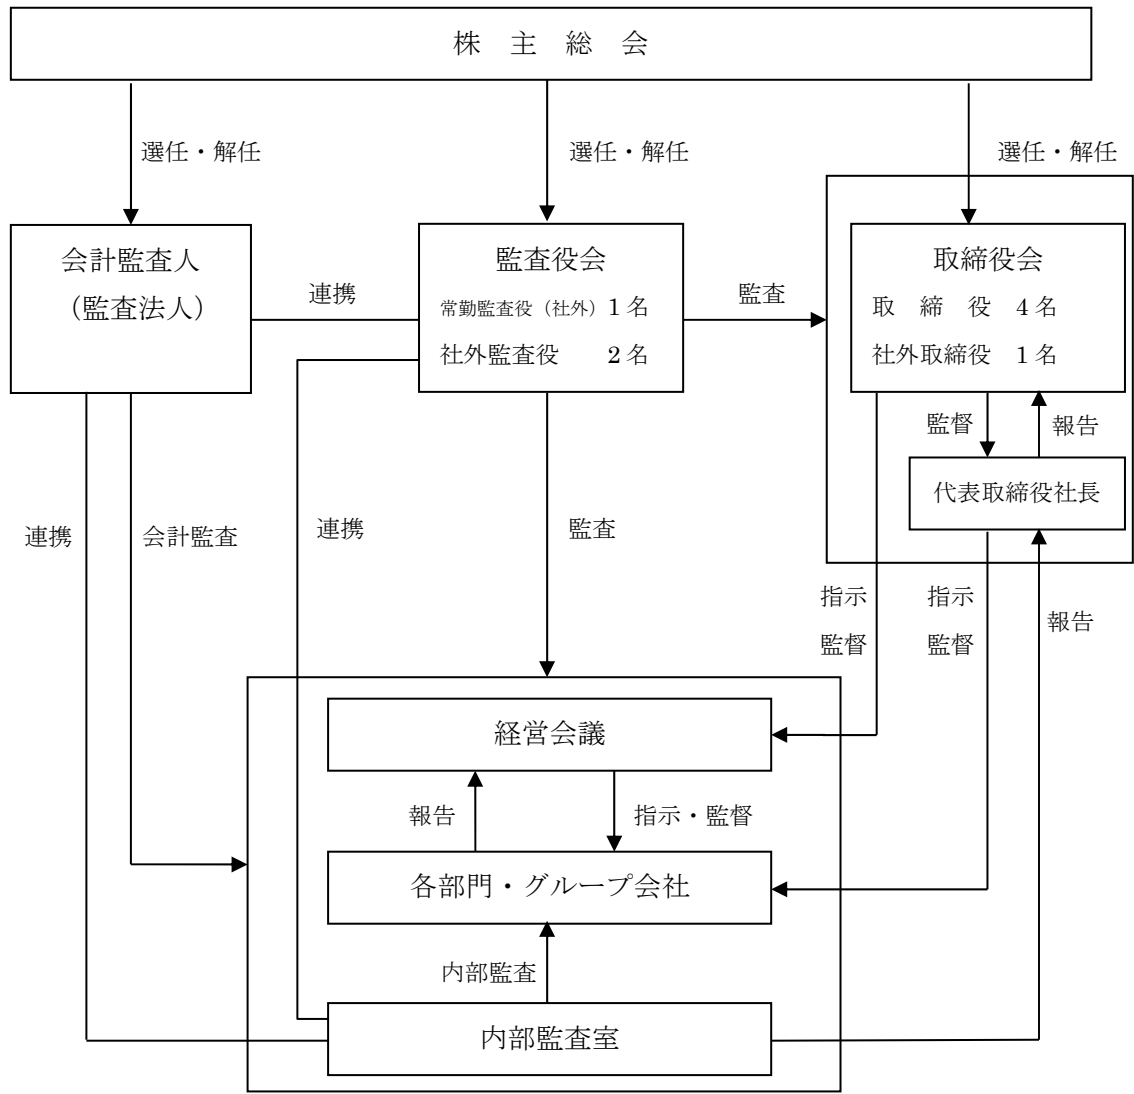 株 主 総 会
選任・解任
選任・解任
選任・解任
会計監査人
（監査法人）
連携
監査役会
常勤監査役（社外）1名
社外監査役 2名
監査
取締役会
取 締 役 4名
社外取締役 1名
監督
報告
代表取締役社長
連携
会計監査
連携
監査
指示
監督
指示
監督
報告
経営会議
報告
指示・監督
各部門・グループ会社
内部監査
内部監査室